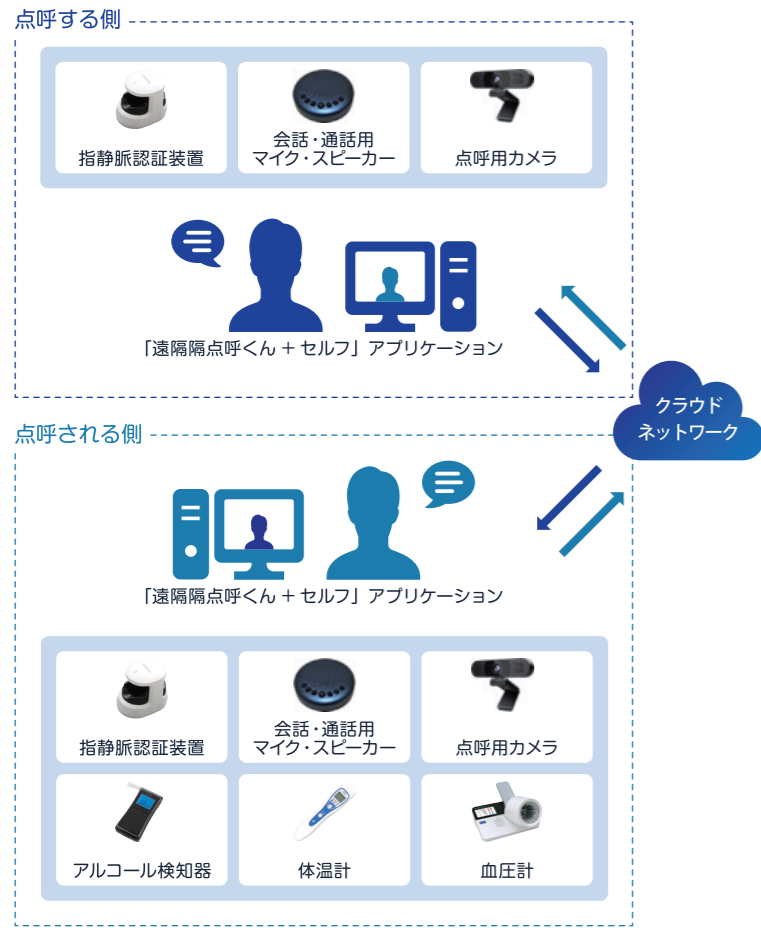 点呼する側
指静脈認証装置
会話・通話用
マイク・スピーカー
点呼用カメラ
「遠隔隔点呼くん + セルフ」アプリケーション
クラウド
ネットワーク
点呼される側
「遠隔隔点呼くん + セルフ」アプリケーション
指静脈認証装置
会話・通話用
マイク・スピーカー
点呼用カメラ
アルコール検知器
体温計
血圧計